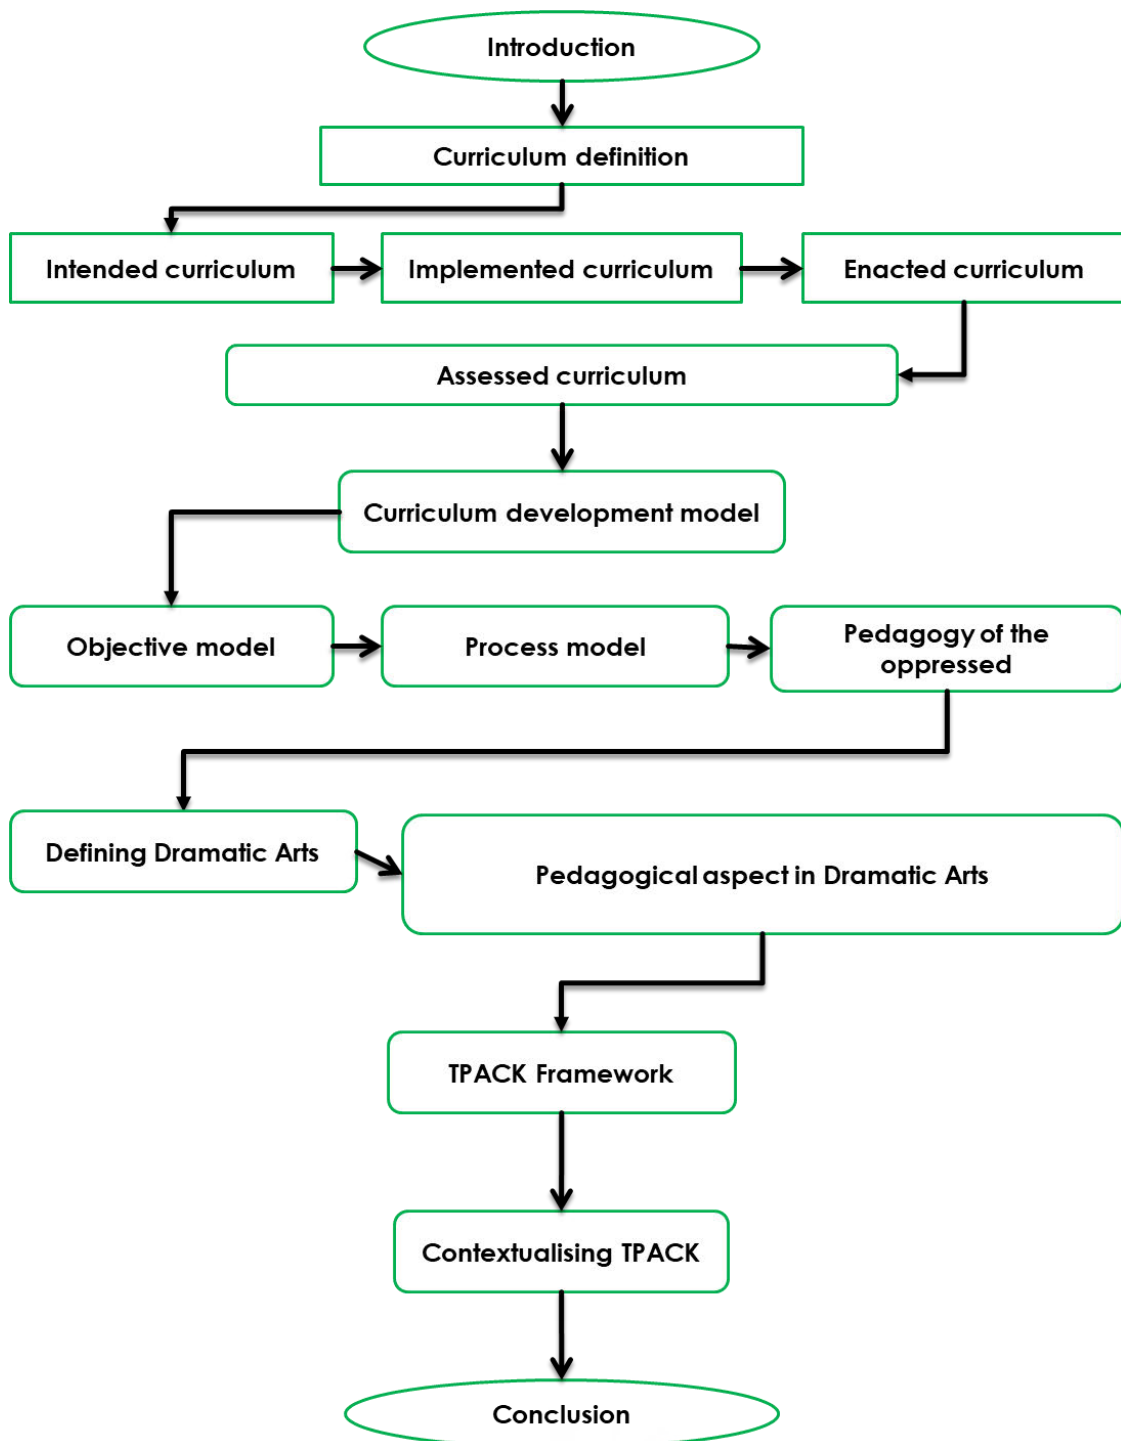 Introduction
Curriculum definition
Intended curriculum
Implemented curriculum
Enacted curriculum
Assessed curriculum
Curriculum development model
Objective model
Process model
Pedagogy of the
oppressed
Defining Dramatic Arts
Pedagogical aspect in Dramatic Arts
TPACK Framework
Contextualising TPACK
Conclusion